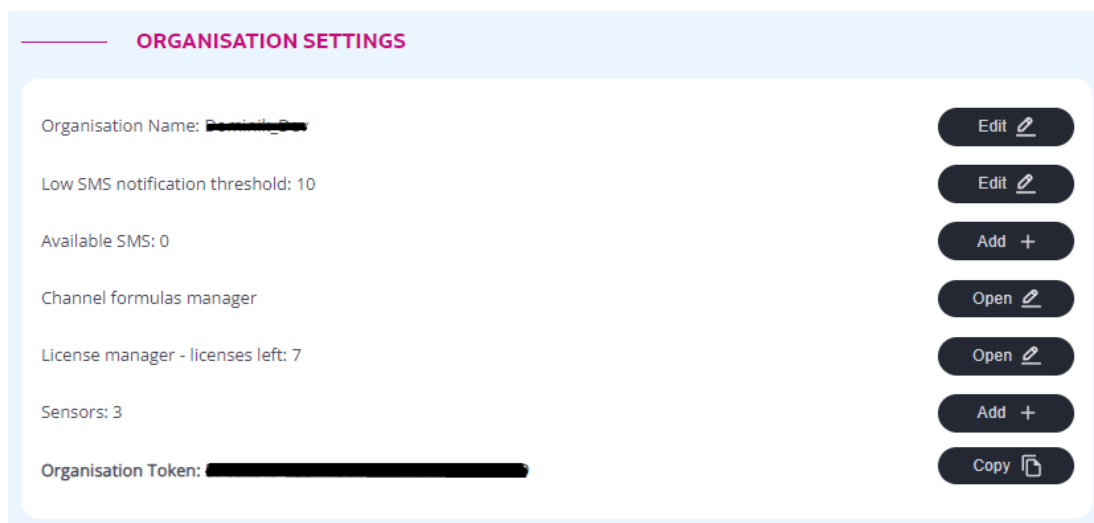 ORGANISATION SETTINGS
Organisation Name:
Edit
Low SMS notification threshold: 10
Edit
Available SMS: 0
Add
Channel formulas manager
Open
License manager - licenses left: 7
Open
Sensors: 3
Add
Organisation Token:
Copy